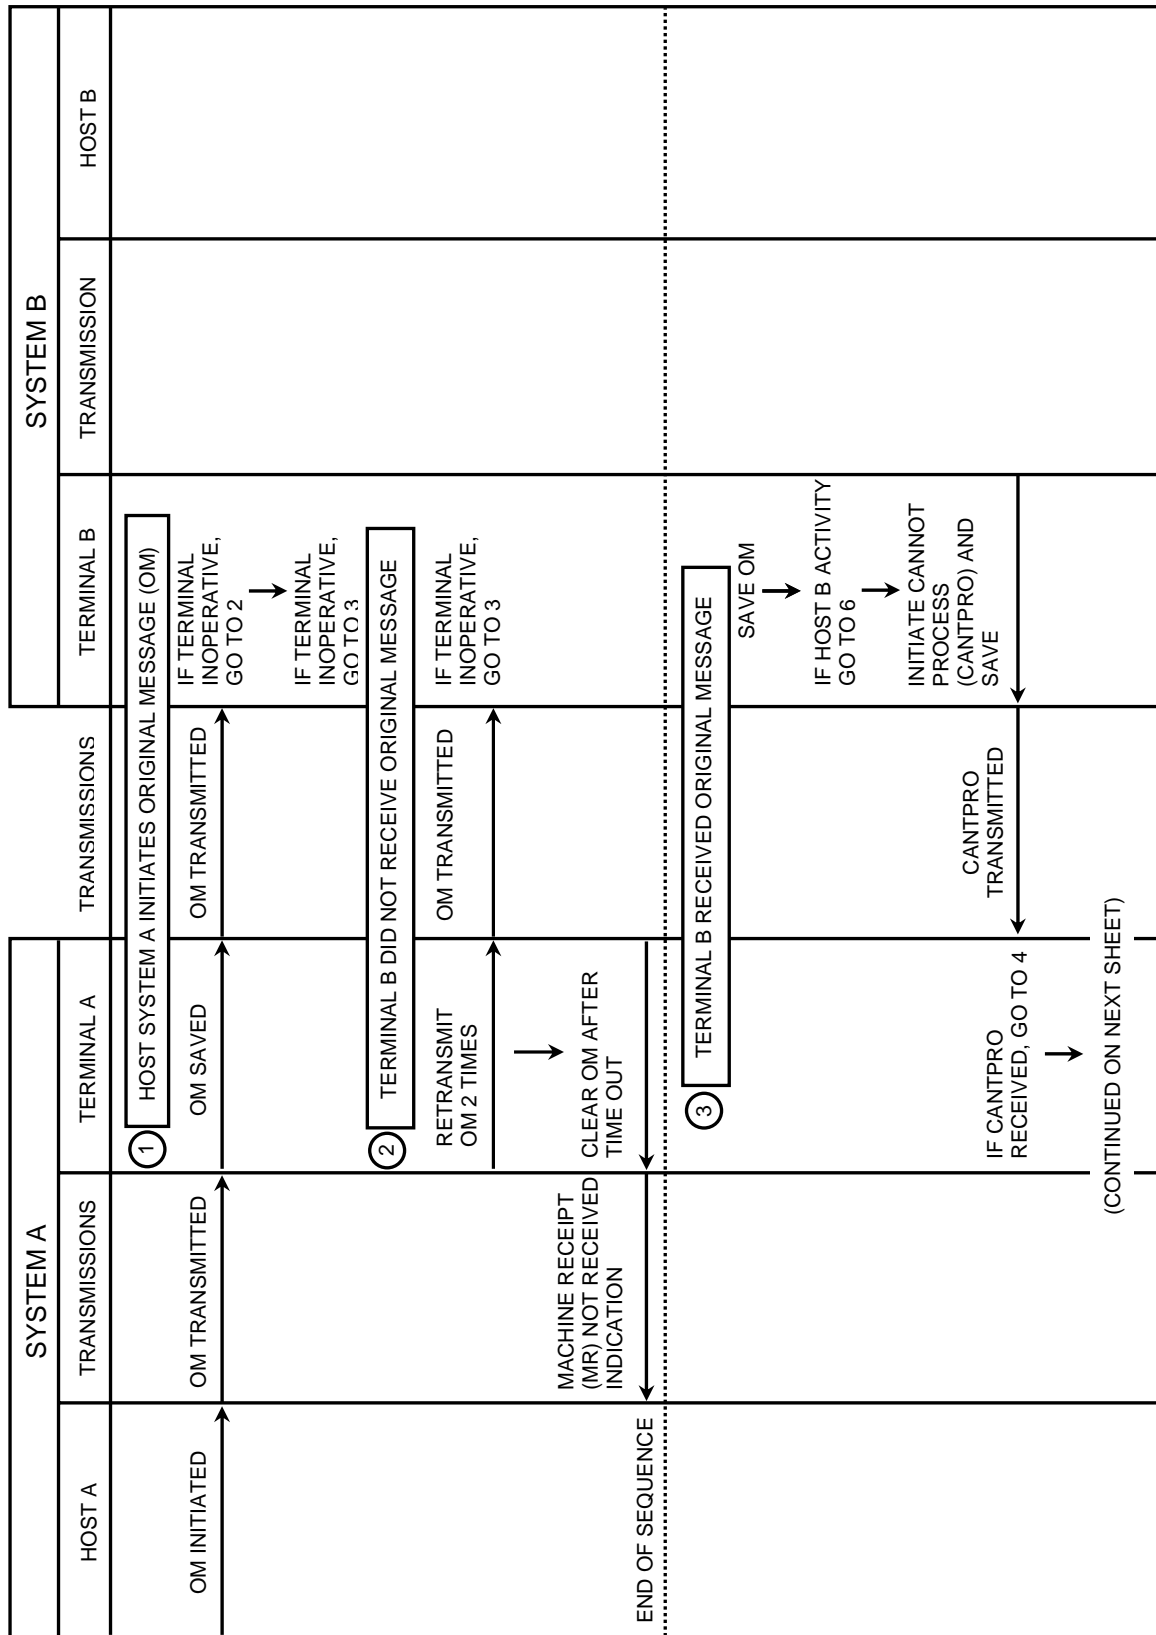 SYSTEM A
SYSTEM B
HOST A
TRANSMISSIONS
TERMINAL A
TRANSMISSIONS
TERMINAL B
TRANSMISSION
HOST B
1
HOST SYSTEM A INITIATES ORIGINAL MESSAGE (OM)
OM INITIATED
OM TRANSMITTED
OM SAVED
OM TRANSMITTED
IF TERMINAL
INOPERATIVE,
GO TO 2
IF TERMINAL
INOPERATIVE,
GO TO 3
2
TERMINAL B DID NOT RECEIVE ORIGINAL MESSAGE
RETRANSMIT
OM 2 TIMES
OM TRANSMITTED
IF TERMINAL
INOPERATIVE,
GO TO 3
CLEAR OM AFTER
TIME OUT
MACHINE RECEIPT
(MR) NOT RECEIVED
INDICATION
END OF SEQUENCE
3
TERMINAL B RECEIVED ORIGINAL MESSAGE
SAVE OM
IF HOST B ACTIVITY
GO TO 6
INITIATE CANNOT
PROCESS
(CANTPRO) AND
SAVE
CANTPRO
TRANSMITTED
IF CANTPRO
RECEIVED, GO TO 4
(CONTINUED ON NEXT SHEET)